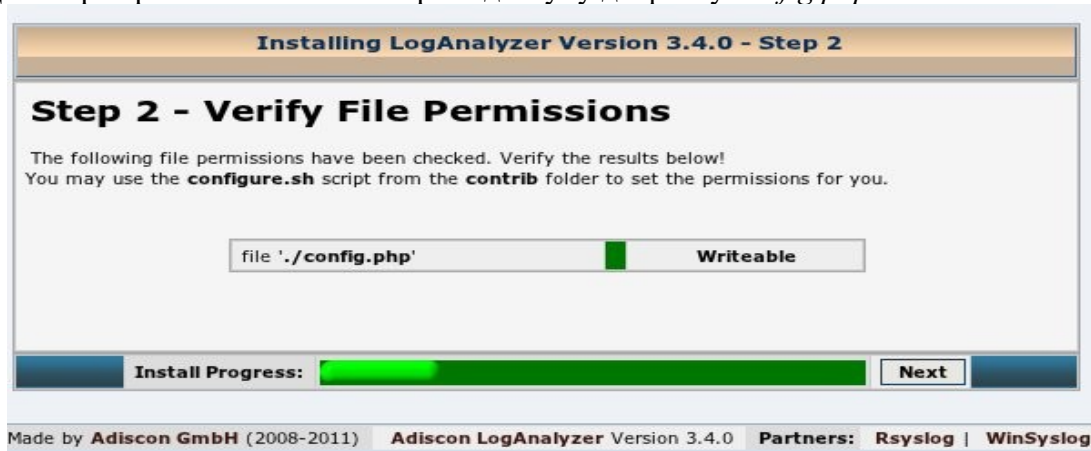 Installing LogAnalyzer Version 3.4.0 - Step 2
Step 2 - Verify File Permissions
The following file permissions have been checked. Verify the results below!
You may use the configure.sh script from the contrib folder to set the permissions for you.
file './config.php' Writeable
Install Progress: Next
Made by Adiscon GmbH (2008-2011) Adiscon LogAnalyzer Version 3.4.0 Partners: Rsyslog | WinSyslog